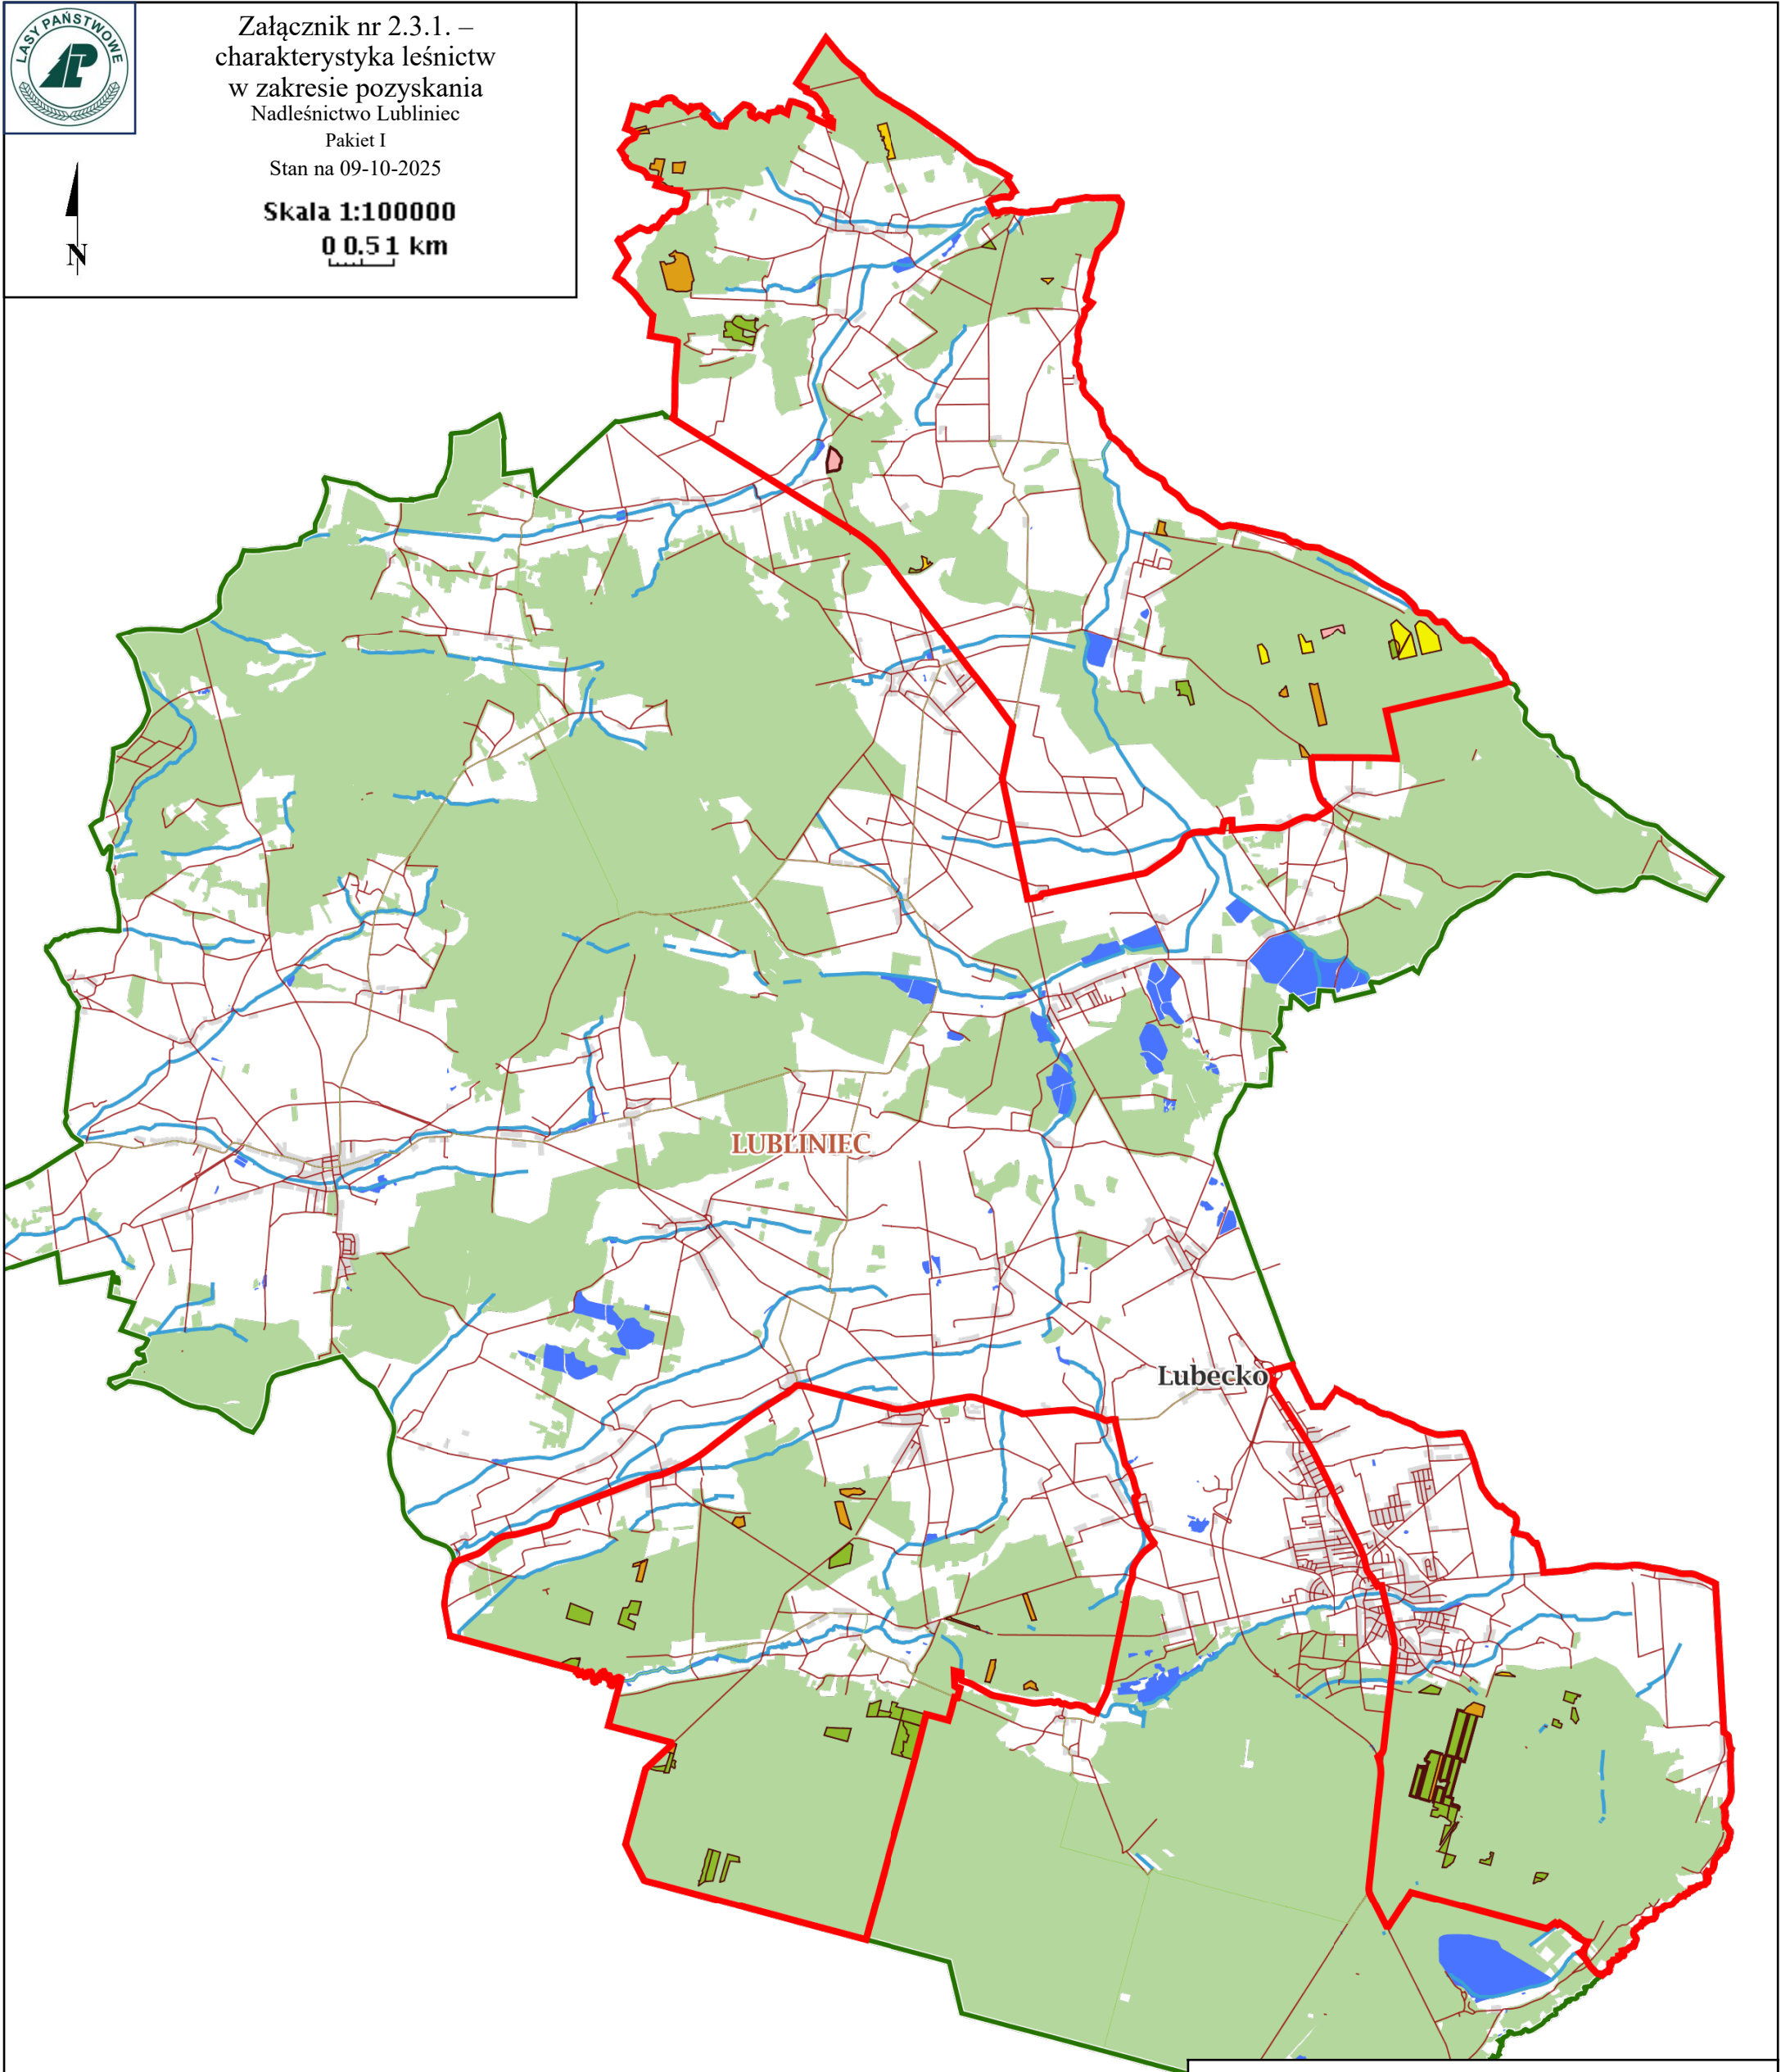 LASY PAŃSTWOWE
Załącznik nr 2.3.1. –
charakterystyka leśnictw
w zakresie pozyskania
Nadleśnictwo Lubliniec
Pakiet I
Stan na 09-10-2025
Skala 1:100000
0 0.5 1 km
N
LUBLINIEC
Lubecko